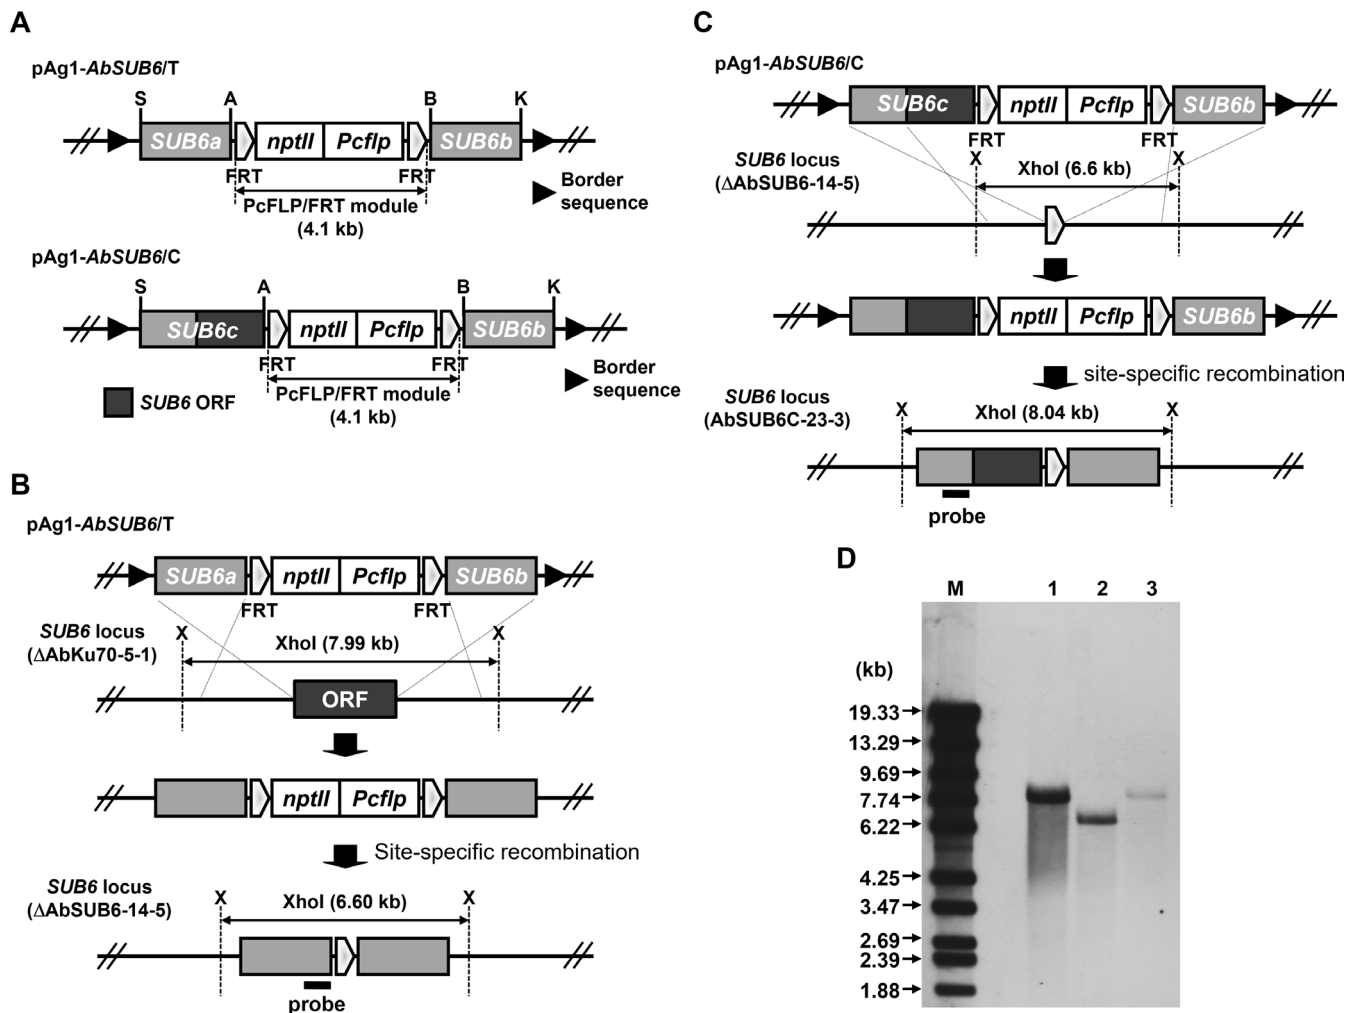 A
pAg1-AbSUB6/T
S A B K
SUB6a nptII Pcflp SUB6b
FRT FRT
PcFLP/FRT module
(4.1 kb)
Border
sequence
pAg1-AbSUB6/C
S A B K
SUB6c nptII Pcflp SUB6b
FRT FRT
PcFLP/FRT module
(4.1 kb)
Border
sequence
SUB6 ORF
B
pAg1-AbSUB6/T
SUB6a nptII Pcflp SUB6b
FRT FRT
SUB6 locus
(ΔAbKu70-5-1)
X XhoI (7.99 kb) X
ORF
nptII Pcflp
Site-specific recombination
SUB6 locus
(ΔAbSUB6-14-5)
X XhoI (6.60 kb) X
probe
C
pAg1-AbSUB6/C
SUB6c nptII Pcflp SUB6b
FRT FRT
SUB6 locus
(ΔAbSUB6-14-5)
X XhoI (6.6 kb) X
nptII Pcflp SUB6b
site-specific recombination
SUB6 locus
(AbSUB6C-23-3)
X XhoI (8.04 kb) X
probe
D
M 1 2 3
(kb)
19.33
13.29
9.69
7.74
6.22
4.25
3.47
2.69
2.39
1.88